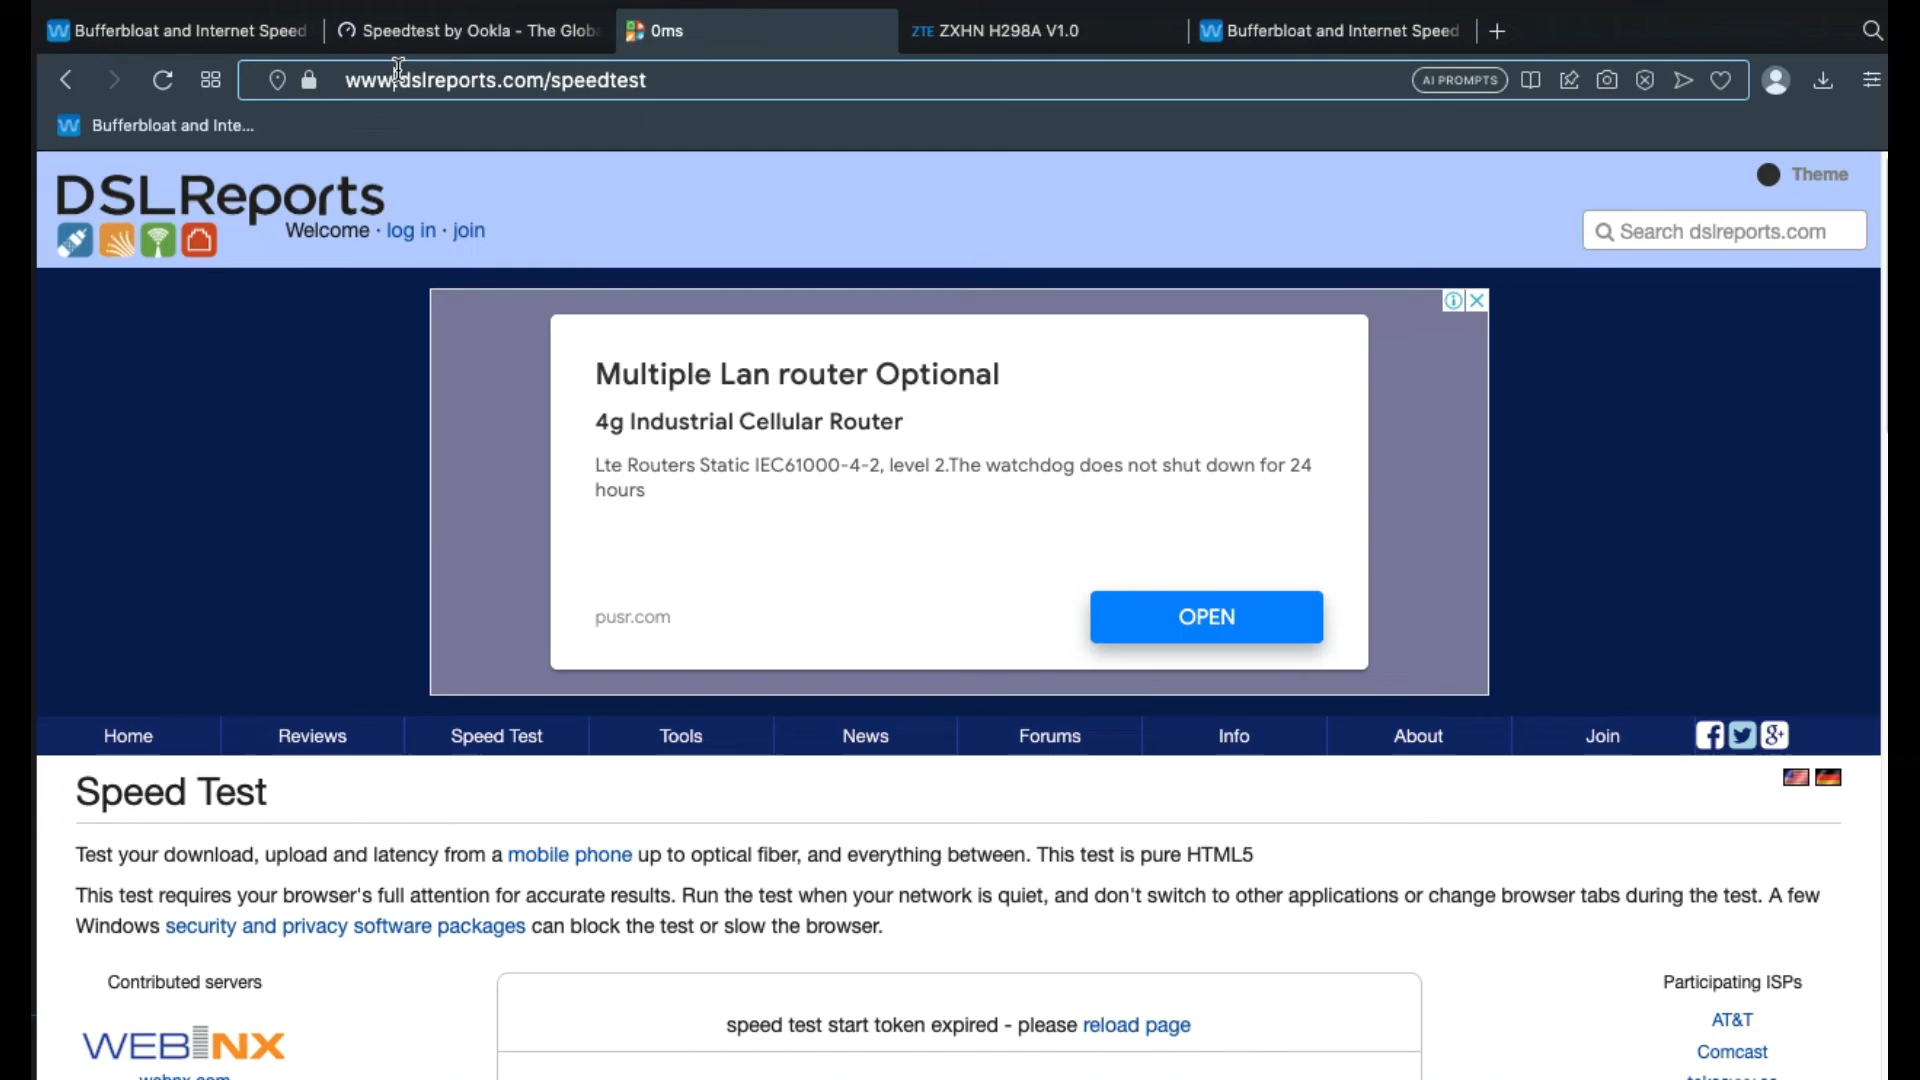 Bufferbloat and Internet Speed
Speedtest by Ookla - The Globa
0ms
ZTE ZXHN H298A V1.0
Bufferbloat and Internet Speed
www.dslreports.com/speedtest
AI PROMPTS
Bufferbloat and Inte...
DSLReports
Welcome · log in · join
Theme
Search dslreports.com
Multiple Lan router Optional
4g Industrial Cellular Router
Lte Routers Static IEC61000-4-2, level 2.The watchdog does not shut down for 24
hours
pusr.com
OPEN
Home Reviews Speed Test Tools News Forums Info About Join
Speed Test
Test your download, upload and latency from a mobile phone up to optical fiber, and everything between. This test is pure HTML5
This test requires your browser's full attention for accurate results. Run the test when your network is quiet, and don't switch to other applications or change browser tabs during the test. A few
Windows security and privacy software packages can block the test or slow the browser.
Contributed servers
WEBNX
webnx.com
speed test start token expired - please reload page
Participating ISPs
AT&T
Comcast